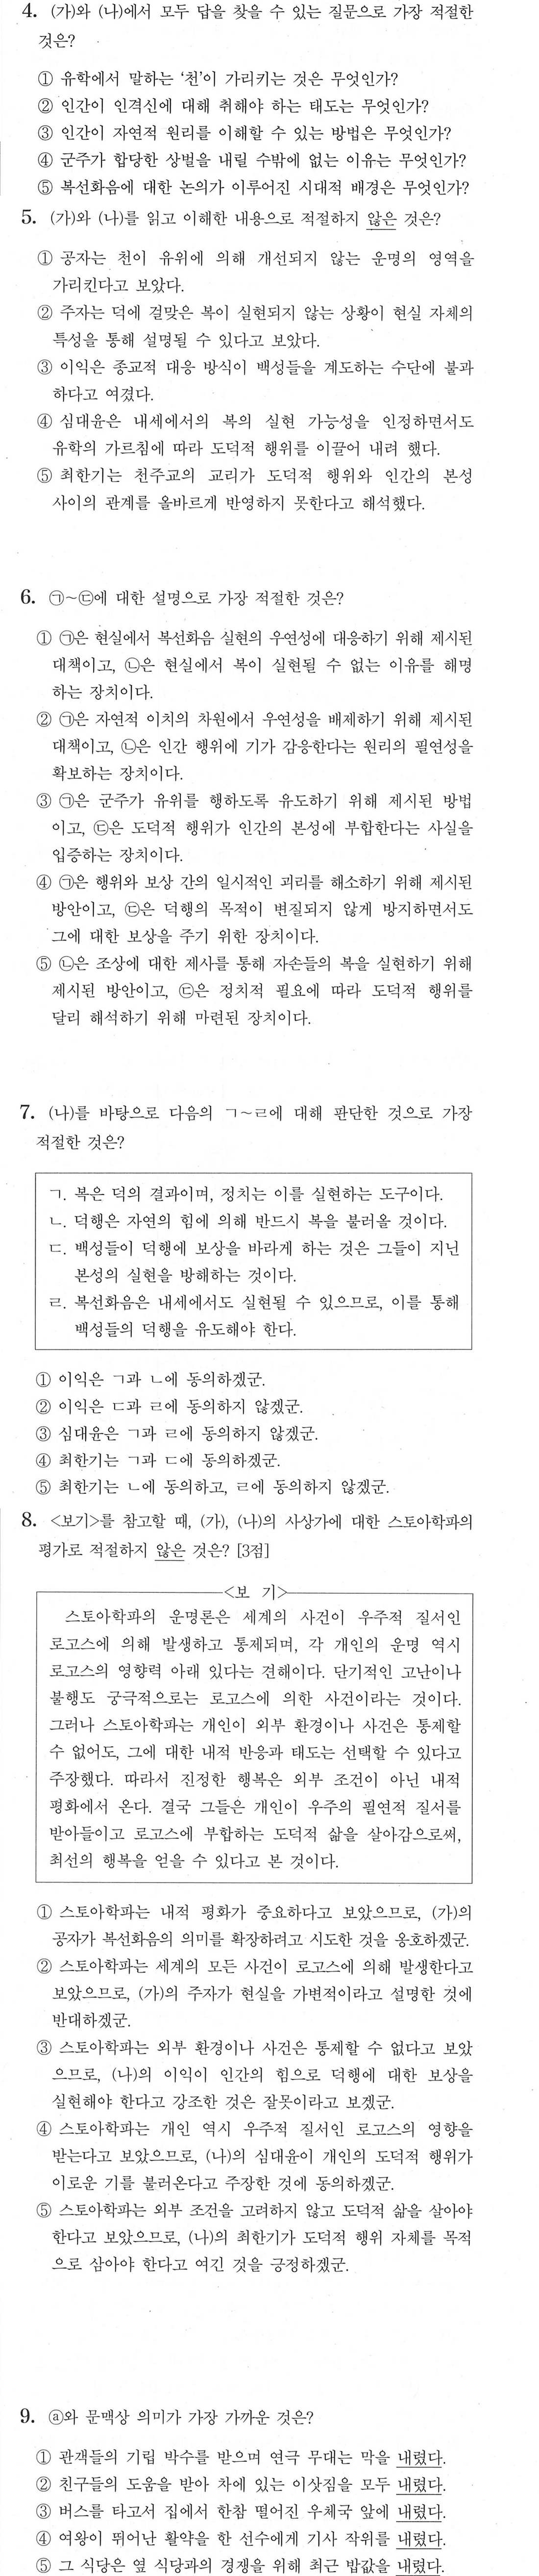 4. (가)와 (나)에서 모두 답을 찾을 수 있는 질문으로 가장 적절한
것은?
① 유학에서 말하는 ‘천’이 가리키는 것은 무엇인가?
② 인간이 인격신에 대해 취해야 하는 태도는 무엇인가?
③ 인간이 자연적 원리를 이해할 수 있는 방법은 무엇인가?
④ 군주가 합당한 상벌을 내릴 수밖에 없는 이유는 무엇인가?
⑤ 복선화음에 대한 논의가 이루어진 시대적 배경은 무엇인가?
5. (가)와 (나)를 읽고 이해한 내용으로 적절하지 않은 것은?
① 공자는 천이 유위에 의해 개선되지 않는 운명의 영역을
가리킨다고 보았다.
② 주자는 덕에 걸맞은 복이 실현되지 않는 상황이 현실 자체의
특성을 통해 설명될 수 있다고 보았다.
③ 이익은 종교적 대응 방식이 백성들을 계도하는 수단에 불과
하다고 여겼다.
④ 심대윤은 내세에서의 복의 실현 가능성을 인정하면서도
유학의 가르침에 따라 도덕적 행위를 이끌어 내려 했다.
⑤ 최한기는 천주교의 교리가 도덕적 행위와 인간의 본성
사이의 관계를 올바르게 반영하지 못한다고 해석했다.
6. ㉠~㉢에 대한 설명으로 가장 적절한 것은?
① ㉠은 현실에서 복선화음 실현의 우연성에 대응하기 위해 제시된
대책이고, ㉡은 현실에서 복이 실현될 수 없는 이유를 해명
하는 장치이다.
② ㉠은 자연적 이치의 차원에서 우연성을 배제하기 위해 제시된
대책이고, ㉡은 인간 행위에 기가 감응한다는 원리의 필연성을
확보하는 장치이다.
③ ㉠은 군주가 유위를 행하도록 유도하기 위해 제시된 방법
이고, ㉢은 도덕적 행위가 인간의 본성에 부합한다는 사실을
입증하는 장치이다.
④ ㉠은 행위와 보상 간의 일시적인 괴리를 해소하기 위해 제시된
방안이고, ㉢은 덕행의 목적이 변질되지 않게 방지하면서도
그에 대한 보상을 주기 위한 장치이다.
⑤ ㉡은 조상에 대한 제사를 통해 자손들의 복을 실현하기 위해
제시된 방안이고, ㉢은 정치적 필요에 따라 도덕적 행위를
달리 해석하기 위해 마련된 장치이다.
7. (나)를 바탕으로 다음의 ㄱ~ㄹ에 대해 판단한 것으로 가장
적절한 것은?
ㄱ. 복은 덕의 결과이며, 정치는 이를 실현하는 도구이다.
ㄴ. 덕행은 자연의 힘에 의해 반드시 복을 불러올 것이다.
ㄷ. 백성들이 덕행에 보상을 바라게 하는 것은 그들이 지닌
본성의 실현을 방해하는 것이다.
ㄹ. 복선화음은 내세에서도 실현될 수 있으므로, 이를 통해
백성들의 덕행을 유도해야 한다.
① 이익은 ㄱ과 ㄴ에 동의하겠군.
② 이익은 ㄷ과 ㄹ에 동의하지 않겠군.
③ 심대윤은 ㄱ과 ㄹ에 동의하지 않겠군.
④ 최한기는 ㄱ과 ㄷ에 동의하겠군.
⑤ 최한기는 ㄴ에 동의하고, ㄹ에 동의하지 않겠군.
8. <보기>를 참고할 때, (가), (나)의 사상가에 대한 스토아학파의
평가로 적절하지 않은 것은? [3점]
<보 기>
스토아학파의 운명론은 세계의 사건이 우주적 질서인
로고스에 의해 발생하고 통제되며, 각 개인의 운명 역시
로고스의 영향력 아래 있다는 견해이다. 단기적인 고난이나
불행도 궁극적으로는 로고스에 의한 사건이라는 것이다.
그러나 스토아학파는 개인이 외부 환경이나 사건은 통제할
수 없어도, 그에 대한 내적 반응과 태도는 선택할 수 있다고
주장했다. 따라서 진정한 행복은 외부 조건이 아닌 내적
평화에서 온다. 결국 그들은 개인이 우주의 필연적 질서를
받아들이고 로고스에 부합하는 도덕적 삶을 살아감으로써,
최선의 행복을 얻을 수 있다고 본 것이다.
① 스토아학파는 내적 평화가 중요하다고 보았으므로, (가)의
공자가 복선화음의 의미를 확장하려고 시도한 것을 옹호하겠군.
② 스토아학파는 세계의 모든 사건이 로고스에 의해 발생한다고
보았으므로, (가)의 주자가 현실을 가변적이라고 설명한 것에
반대하겠군.
③ 스토아학파는 외부 환경이나 사건은 통제할 수 없다고 보았
으므로, (나)의 이익이 인간의 힘으로 덕행에 대한 보상을
실현해야 한다고 강조한 것은 잘못이라고 보겠군.
④ 스토아학파는 개인 역시 우주적 질서인 로고스의 영향을
받는다고 보았으므로, (나)의 심대윤이 개인의 도덕적 행위가
이로운 기를 불러온다고 주장한 것에 동의하겠군.
⑤ 스토아학파는 외부 조건을 고려하지 않고 도덕적 삶을 살아야
한다고 보았으므로, (나)의 최한기가 도덕적 행위 자체를 목적
으로 삼아야 한다고 여긴 것을 긍정하겠군.
9. ⓐ와 문맥상 의미가 가장 가까운 것은?
① 관객들의 기립 박수를 받으며 연극 무대는 막을 내렸다.
② 친구들의 도움을 받아 차에 있는 이삿짐을 모두 내렸다.
③ 버스를 타고서 집에서 한참 떨어진 우체국 앞에 내렸다.
④ 여왕이 뛰어난 활약을 한 선수에게 기사 작위를 내렸다.
⑤ 그 식당은 옆 식당과의 경쟁을 위해 최근 밥값을 내렸다.